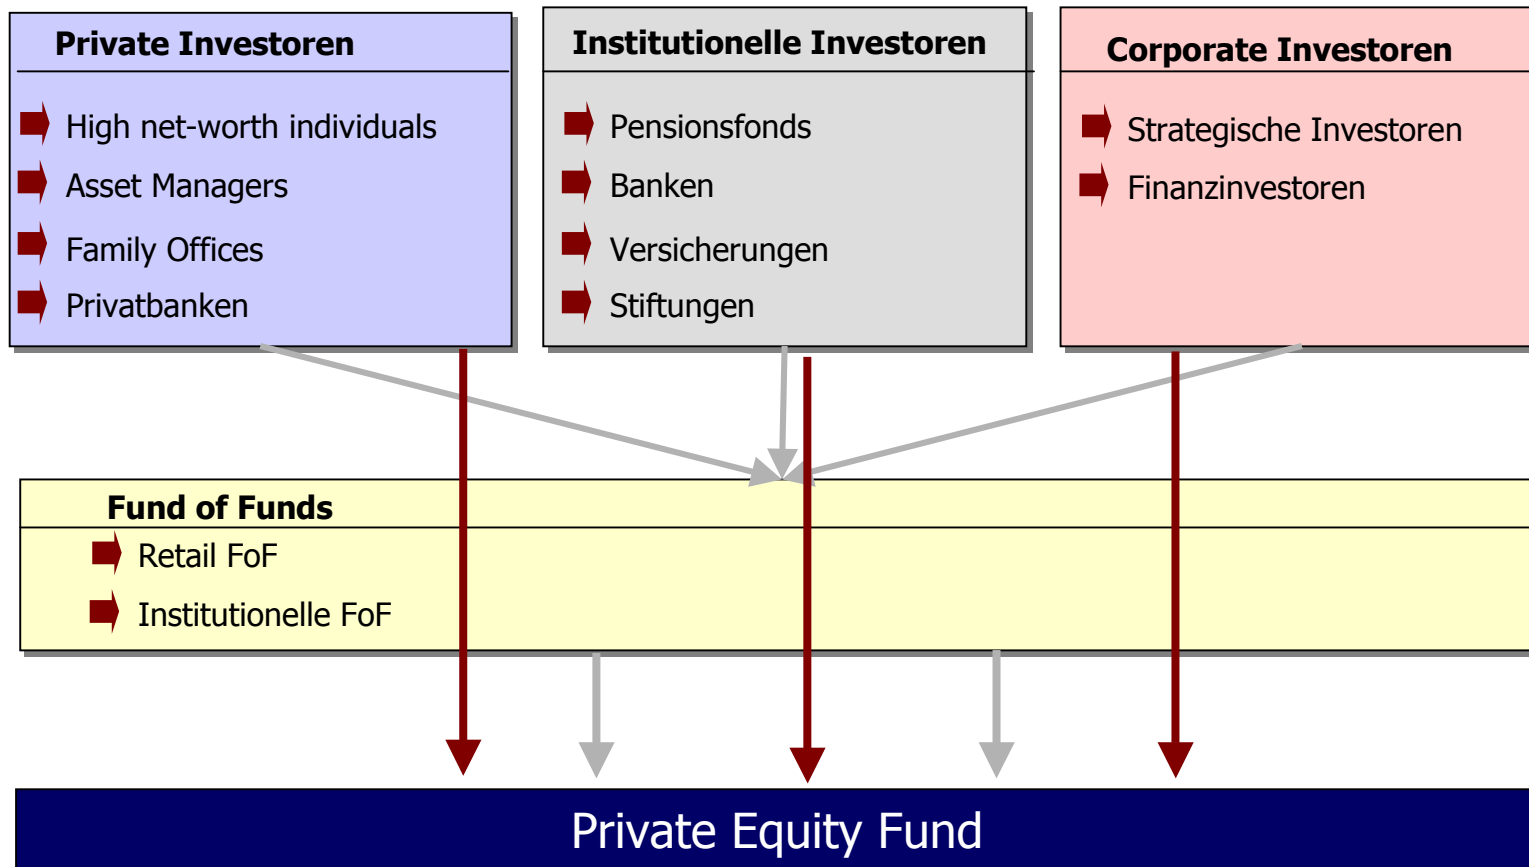 Private Investoren
High net-worth individuals
Asset Managers
Family Offices
Privatbanken
Institutionelle Investoren
Pensionsfonds
Banken
Versicherungen
Stiftungen
Corporate Investoren
Strategische Investoren
Finanzinvestoren
Fund of Funds
Retail FoF
Institutionelle FoF
Private Equity Fund